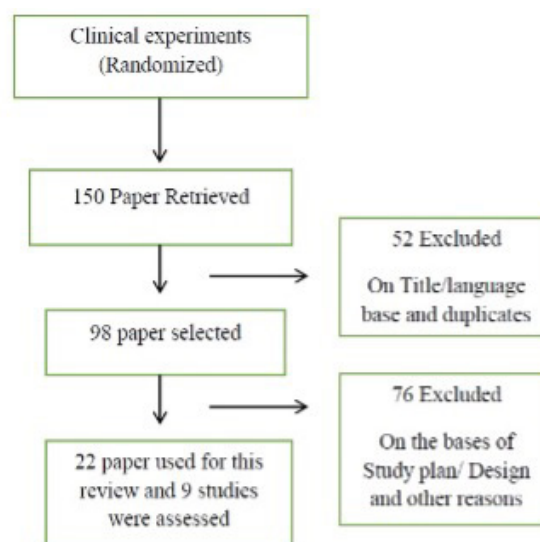 Clinical experiments
(Randomized)
150 Paper Retrieved
52 Excluded
On Title/language
base and duplicates
98 paper selected
76 Excluded
On the bases of
Study plan/ Design
and other reasons
22 paper used for this
review and 9 studies
were assessed